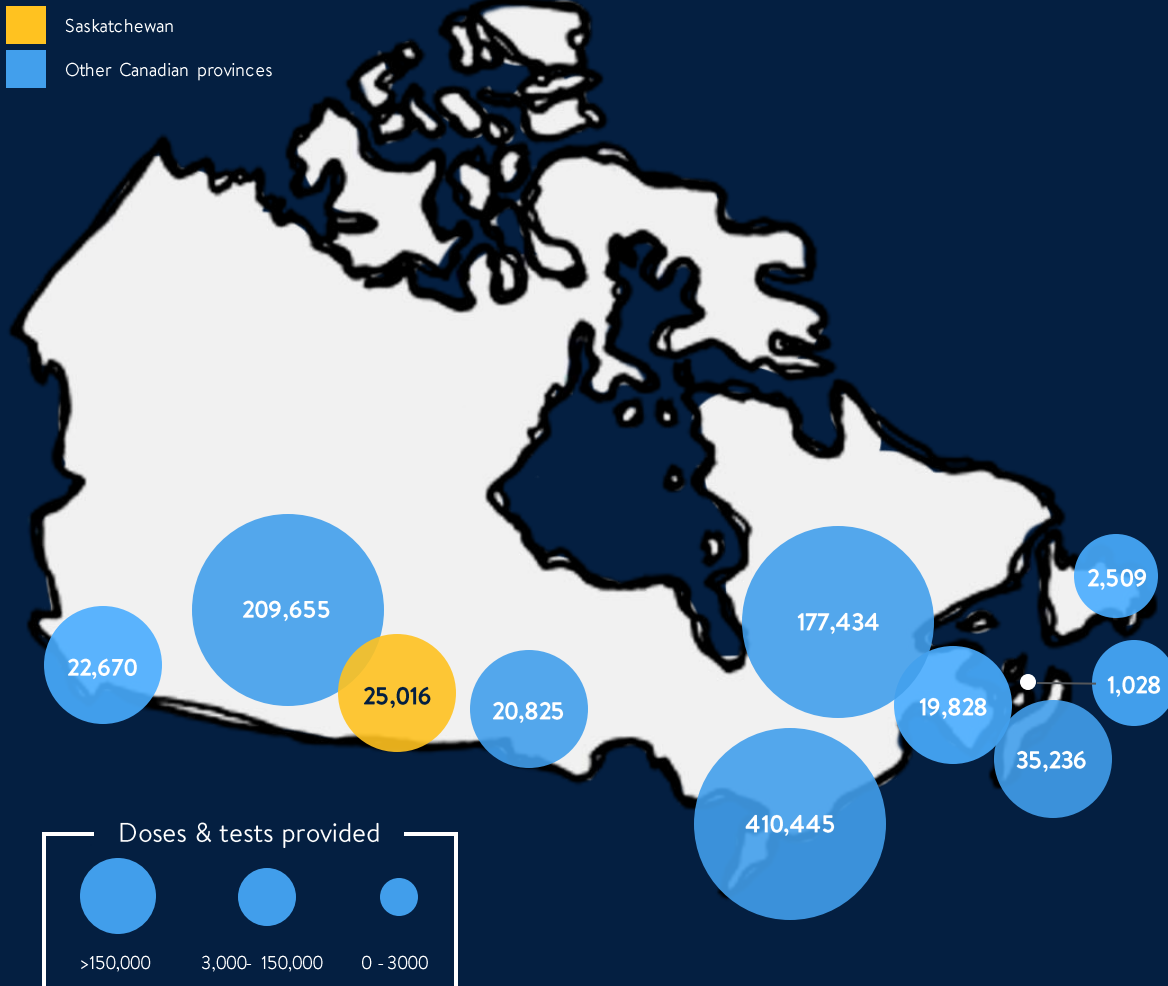 Saskatchewan
Other Canadian provinces
2,509
209,655
177,434
22,670
1,028
25,016
19,828
20,825
35,236
410,445
Doses & tests provided
>150,000 3,000- 150,000 0 - 3000